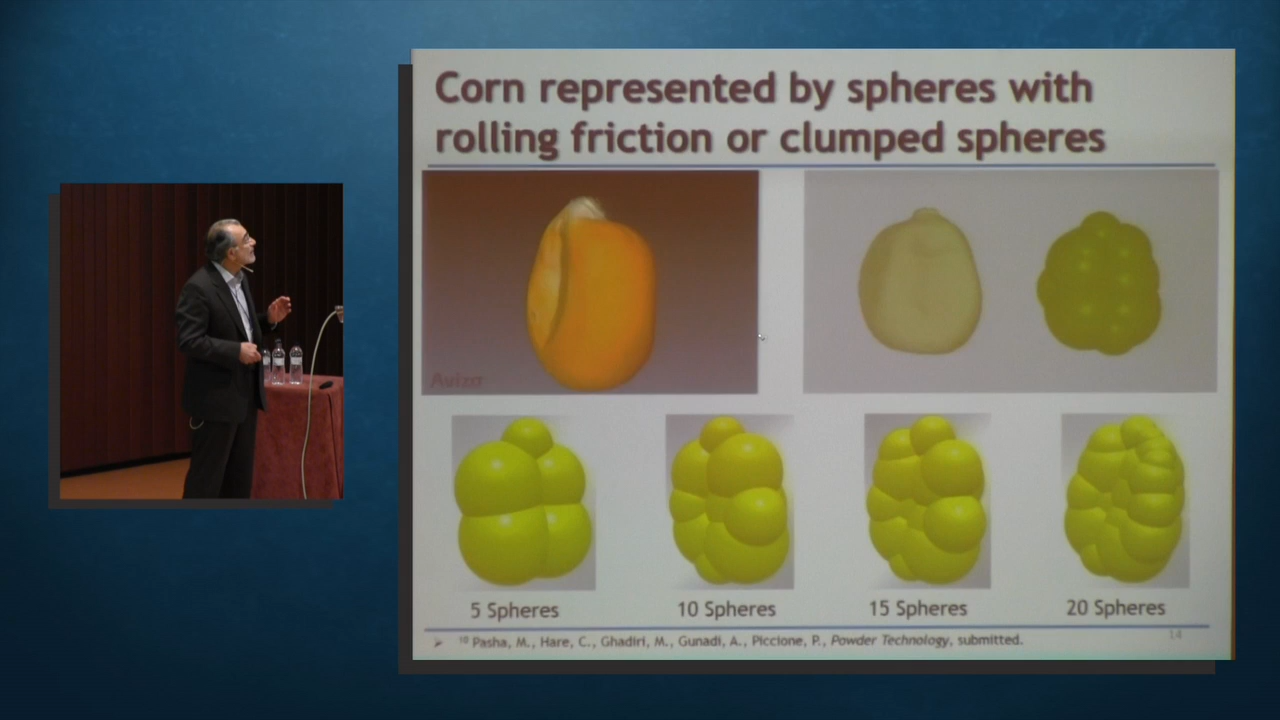 Corn represented by spheres with
rolling friction or clumped spheres
Avizo
5 Spheres
10 Spheres
15 Spheres
20 Spheres
10 Pasha, M., Hare, C., Ghadiri, M., Gunadi, A., Piccione, P., Powder Technology, submitted.
14